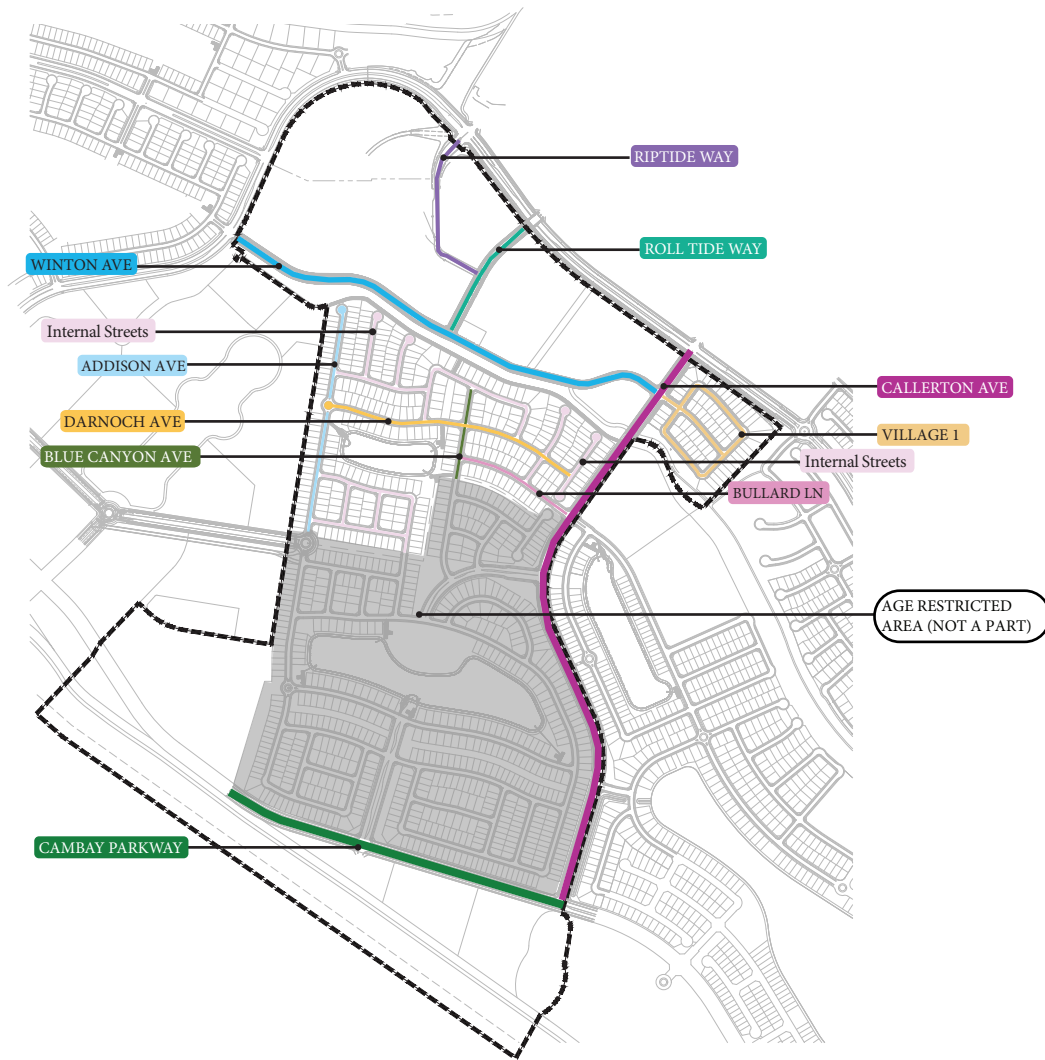 RIPTIDE WAY
ROLL TIDE WAY
WINTON AVE
Internal Streets
ADDISON AVE
CALLERTON AVE
DARNOCH AVE
VILLAGE 1
BLUE CANYON AVE
Internal Streets
BULLARD LN
AGE RESTRICTED
AREA (NOT A PART)
CAMBAY PARKWAY